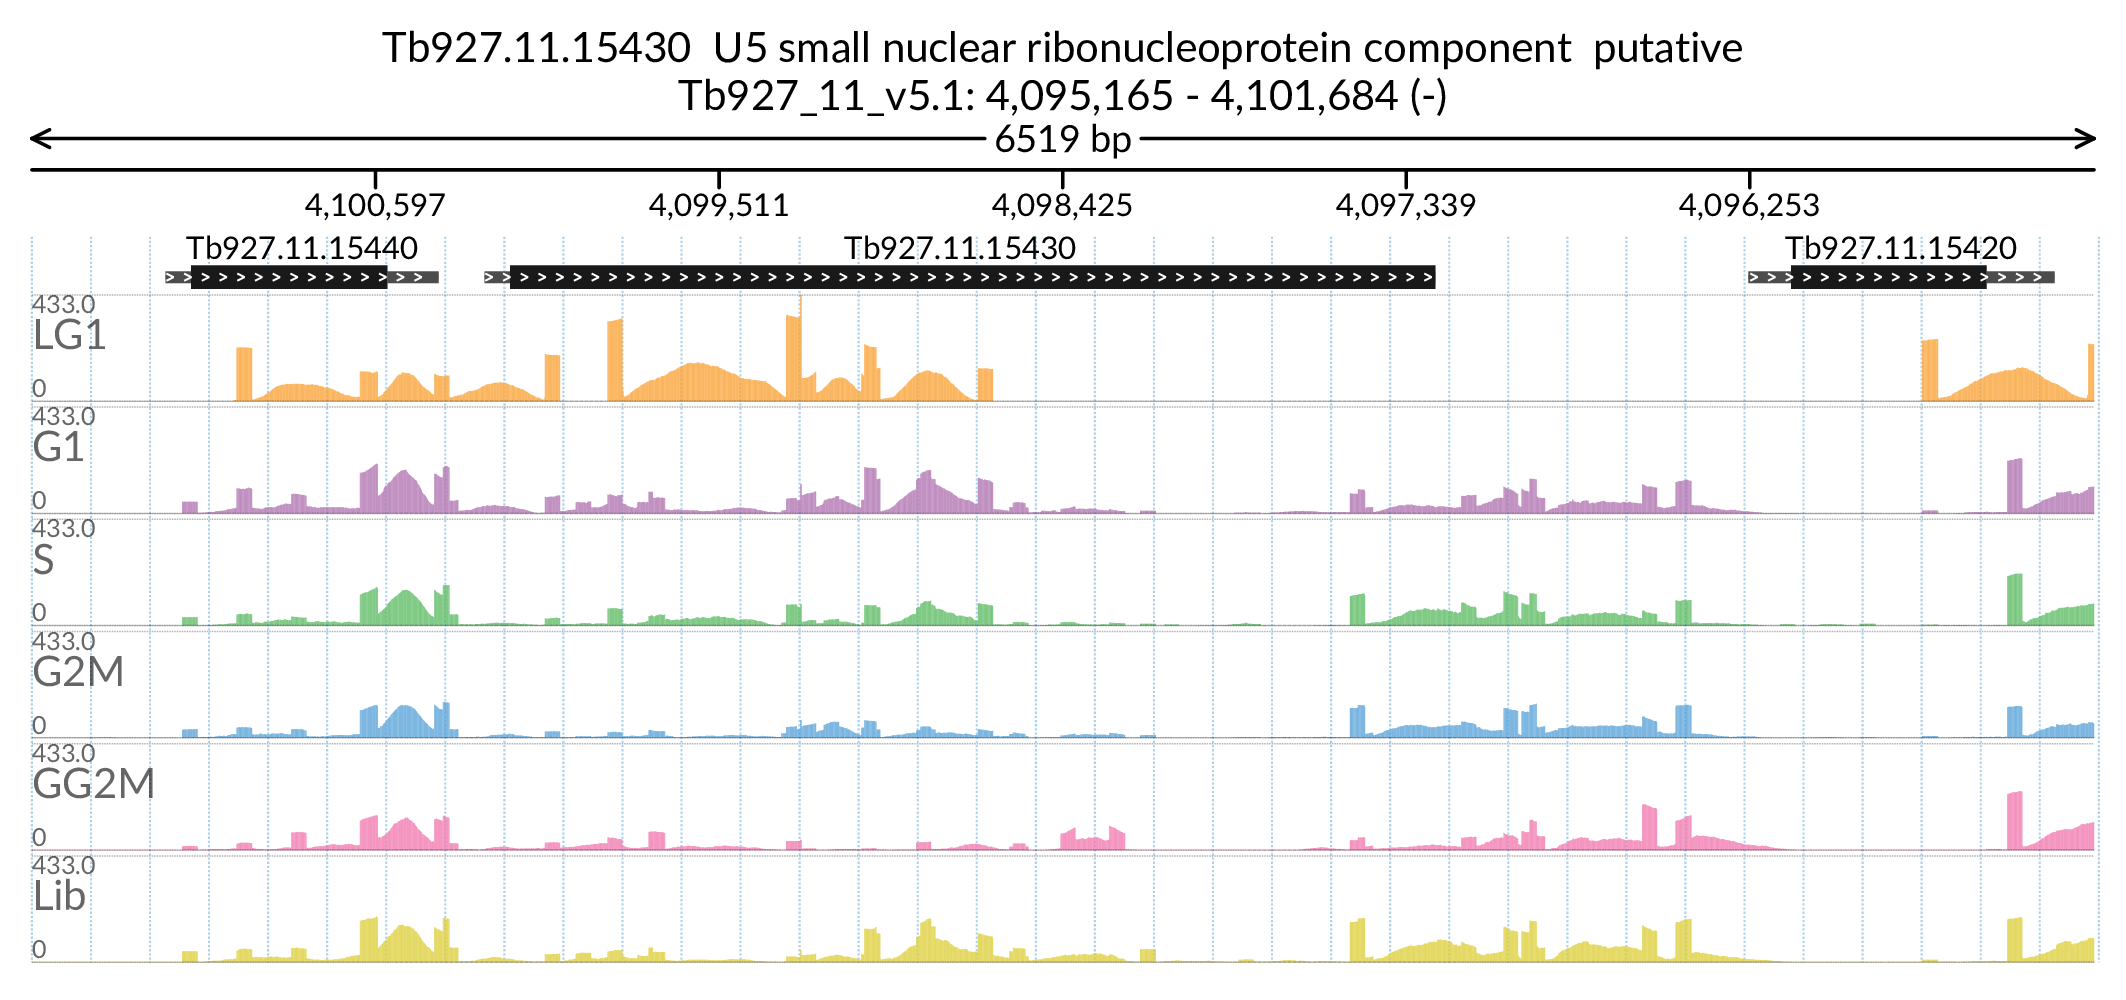 Tb927.11.15430  U5 small nuclear ribonucleoprotein component  putative
Tb927_11_v5.1: 4,095,165 - 4,101,684 (-)
6519 bp
4,100,597 4,099,511 4,098,425 4,097,339 4,096,253
Tb927.11.15440 Tb927.11.15430 Tb927.11.15420
433.0
LG1
0
433.0
G1
0
433.0
S
0
433.0
G2M
0
433.0
GG2M
0
433.0
Lib
0